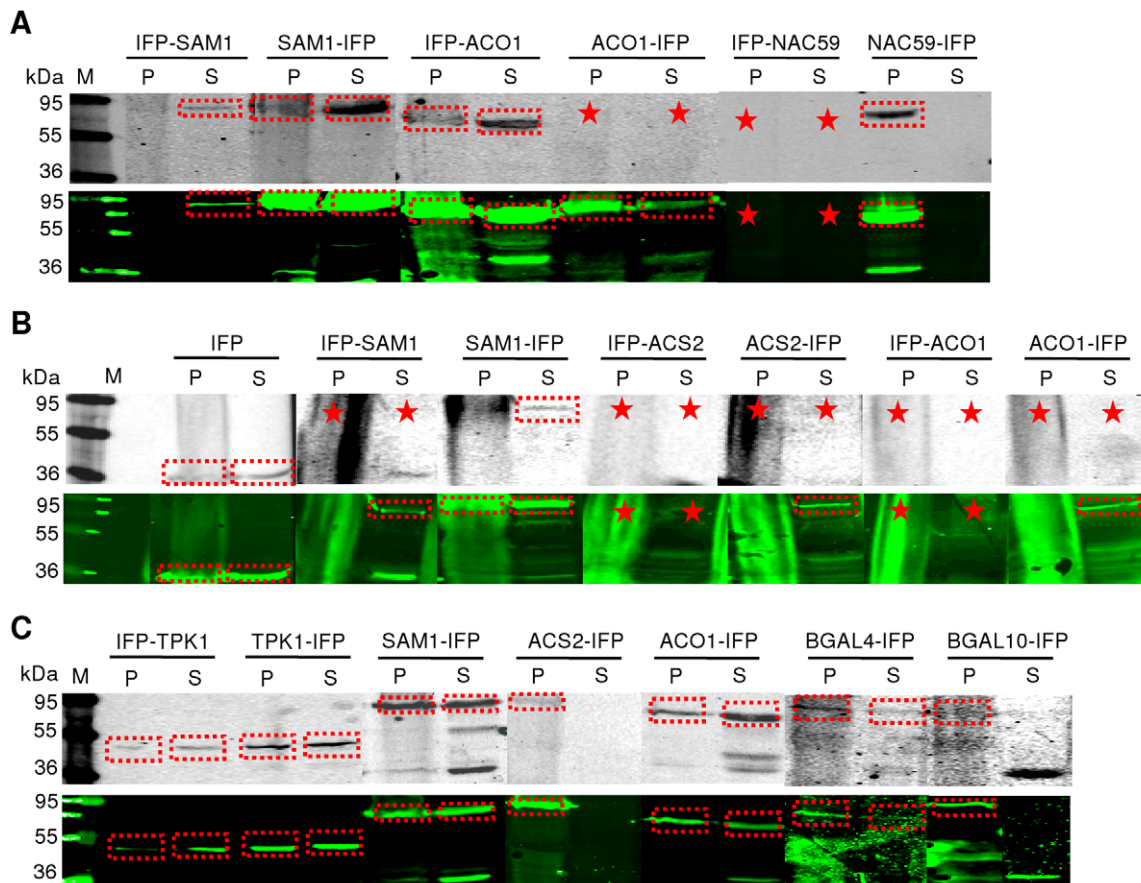 A
IFP-SAM1 SAM1-IFP IFP-ACO1 ACO1-IFP IFP-NAC59 NAC59-IFP
kDa M P S P S P S P S P S P S
95
55
36
95
55
36
B
IFP IFP-SAM1 SAM1-IFP IFP-ACS2 ACS2-IFP IFP-ACO1 ACO1-IFP
kDa M P S P S P S P S P S P S P S
95
55
36
95
55
36
C
IFP-TPK1 TPK1-IFP SAM1-IFP ACS2-IFP ACO1-IFP BGAL4-IFP BGAL10-IFP
kDa M P S P S P S P S P S P S P S
95
55
36
95
55
36